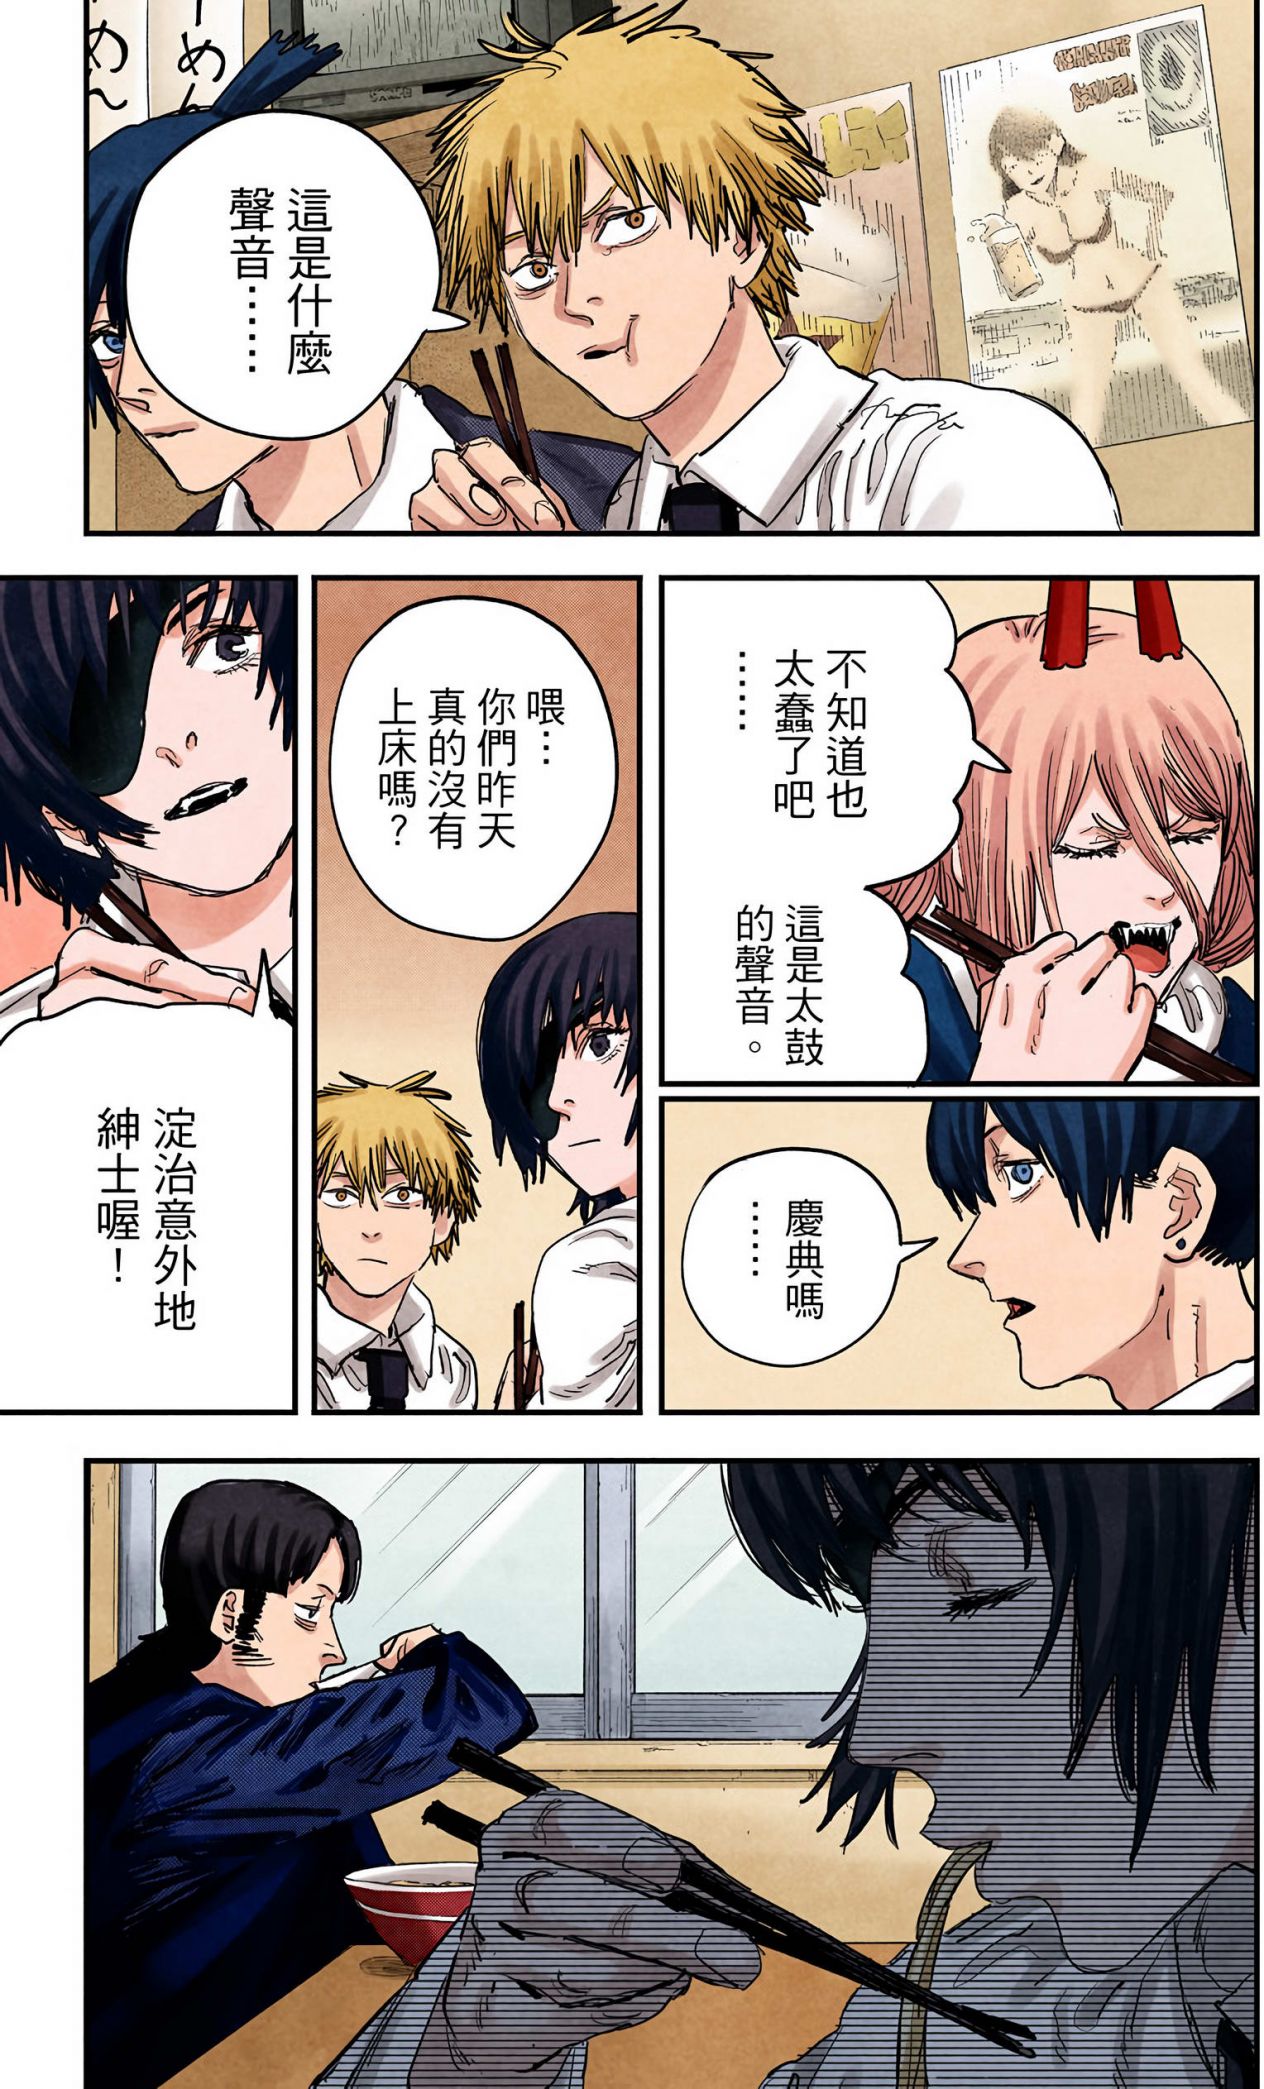 這是什麼
聲音⋯⋯
不知道也
太蠢了吧
⋯⋯
這是太鼓
的聲音。
慶典嗎
⋯⋯
喂⋯
你們昨天
真的沒有
上床嗎？
淀治意外地
紳士喔！